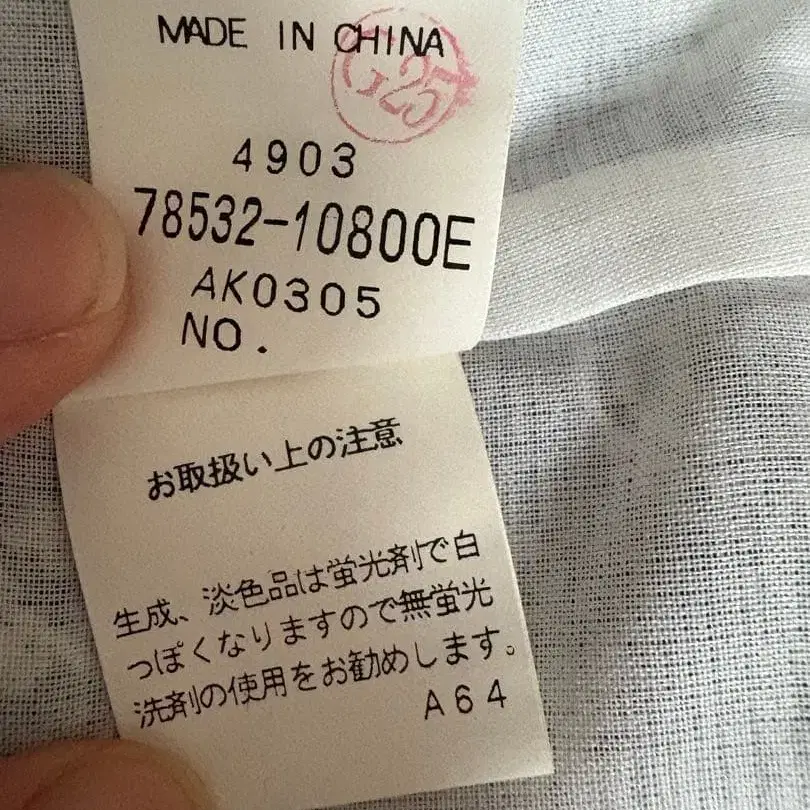 MADE IN CHINA
G25
4903
78532-10800E
AK0305
NO.
お取扱い上の注意
生成、淡色品は蛍光剤で白
っぽくなりますので無蛍光
洗剤の使用をお勧めします。
A64